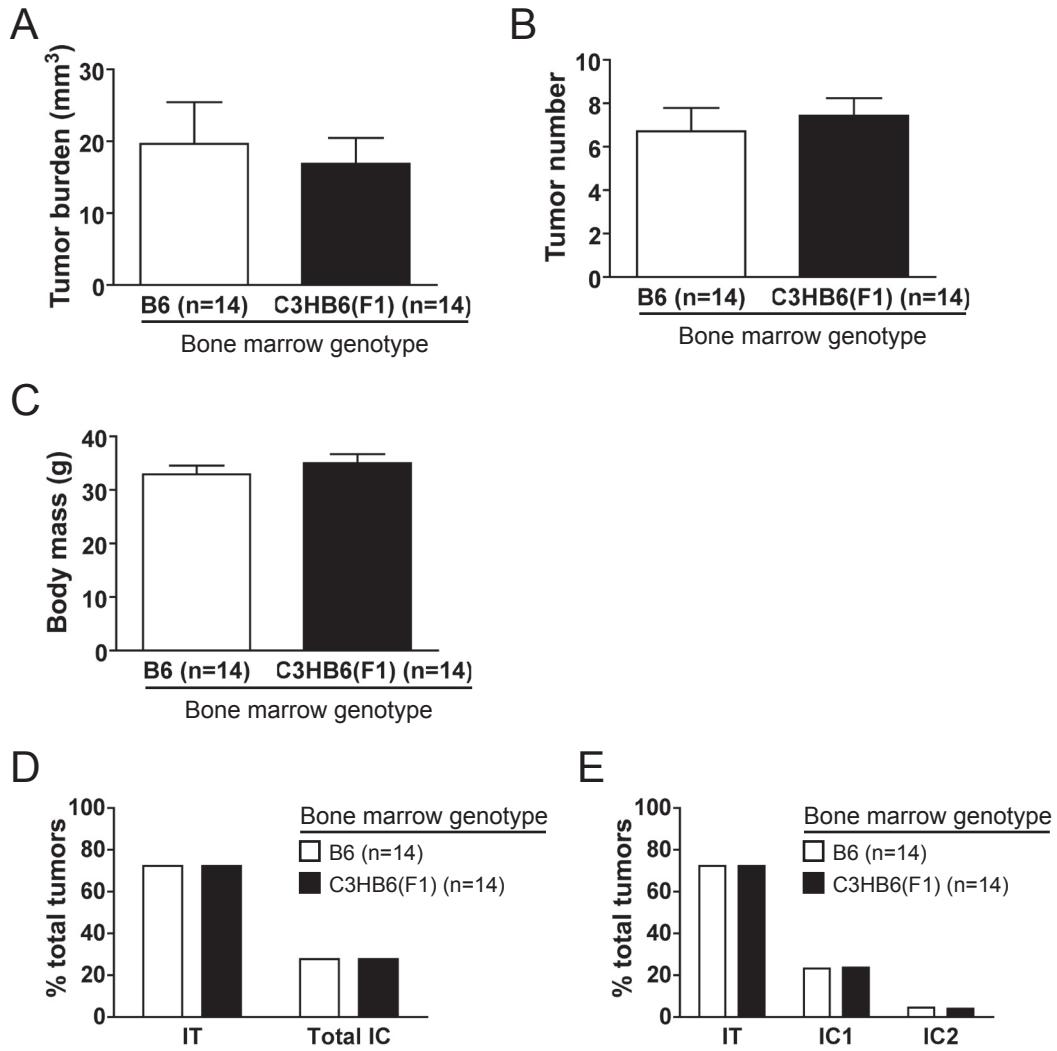 A
Tumor burden (mm³)
30
20
10
0
B6 (n=14) C3HB6(F1) (n=14)
Bone marrow genotype
B
Tumor number
10
8
6
4
2
0
B6 (n=14) C3HB6(F1) (n=14)
Bone marrow genotype
C
Body mass (g)
40
30
20
10
0
B6 (n=14) C3HB6(F1) (n=14)
Bone marrow genotype
D
% total tumors
100
80
60
40
20
0
IT Total IC
Bone marrow genotype
B6 (n=14)
C3HB6(F1) (n=14)
E
% total tumors
100
80
60
40
20
0
IT IC1 IC2
Bone marrow genotype
B6 (n=14)
C3HB6(F1) (n=14)